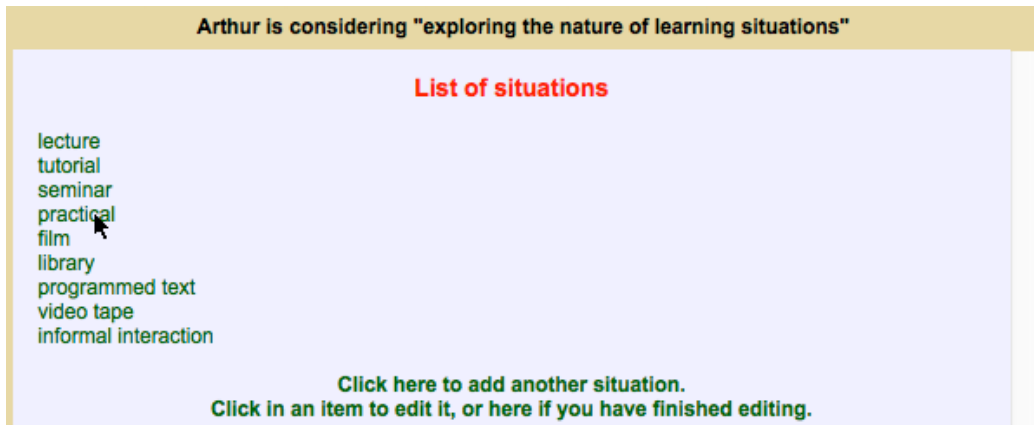 Arthur is considering "exploring the nature of learning situations"
List of situations
lecture
tutorial
seminar
practical
film
library
programmed text
video tape
informal interaction
Click here to add another situation.
Click in an item to edit it, or here if you have finished editing.